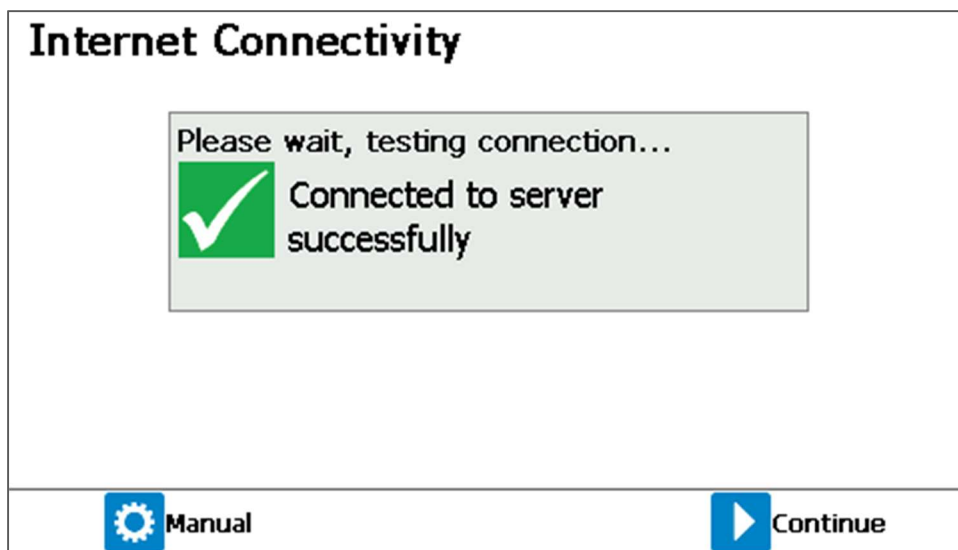 Internet Connectivity
Please wait, testing connection...
Connected to server
successfully
Manual
Continue